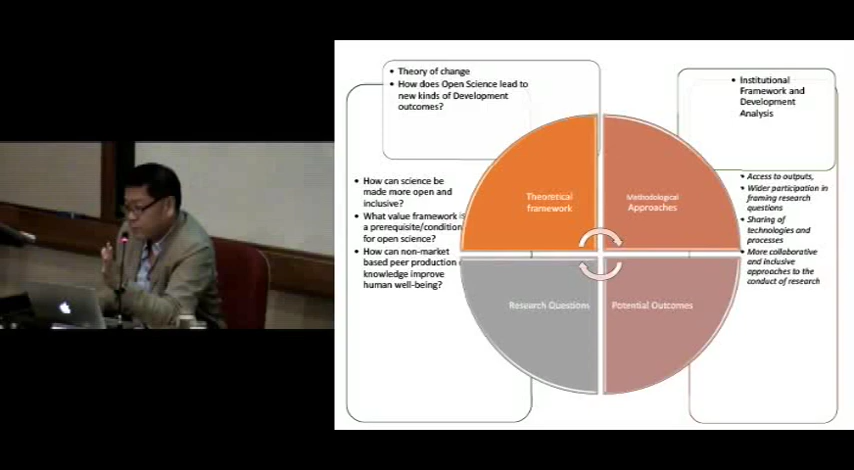 • Theory of change
• How does Open Science lead to
new kinds of Development
outcomes?
• Institutional
Framework and
Development
Analysis
Theoretical
framework
Methodological
Approaches
• How can science be
made more open and
inclusive?
• What value framework is
a prerequisite/condition
for open science?
• How can non-market
based peer production
knowledge improve
human well-being?
• Access to outputs,
• Wider participation in
framing research
questions
• Sharing of
technologies and
processes
• More collaborative
and inclusive
approaches to the
conduct of research
Research Questions
Potential Outcomes